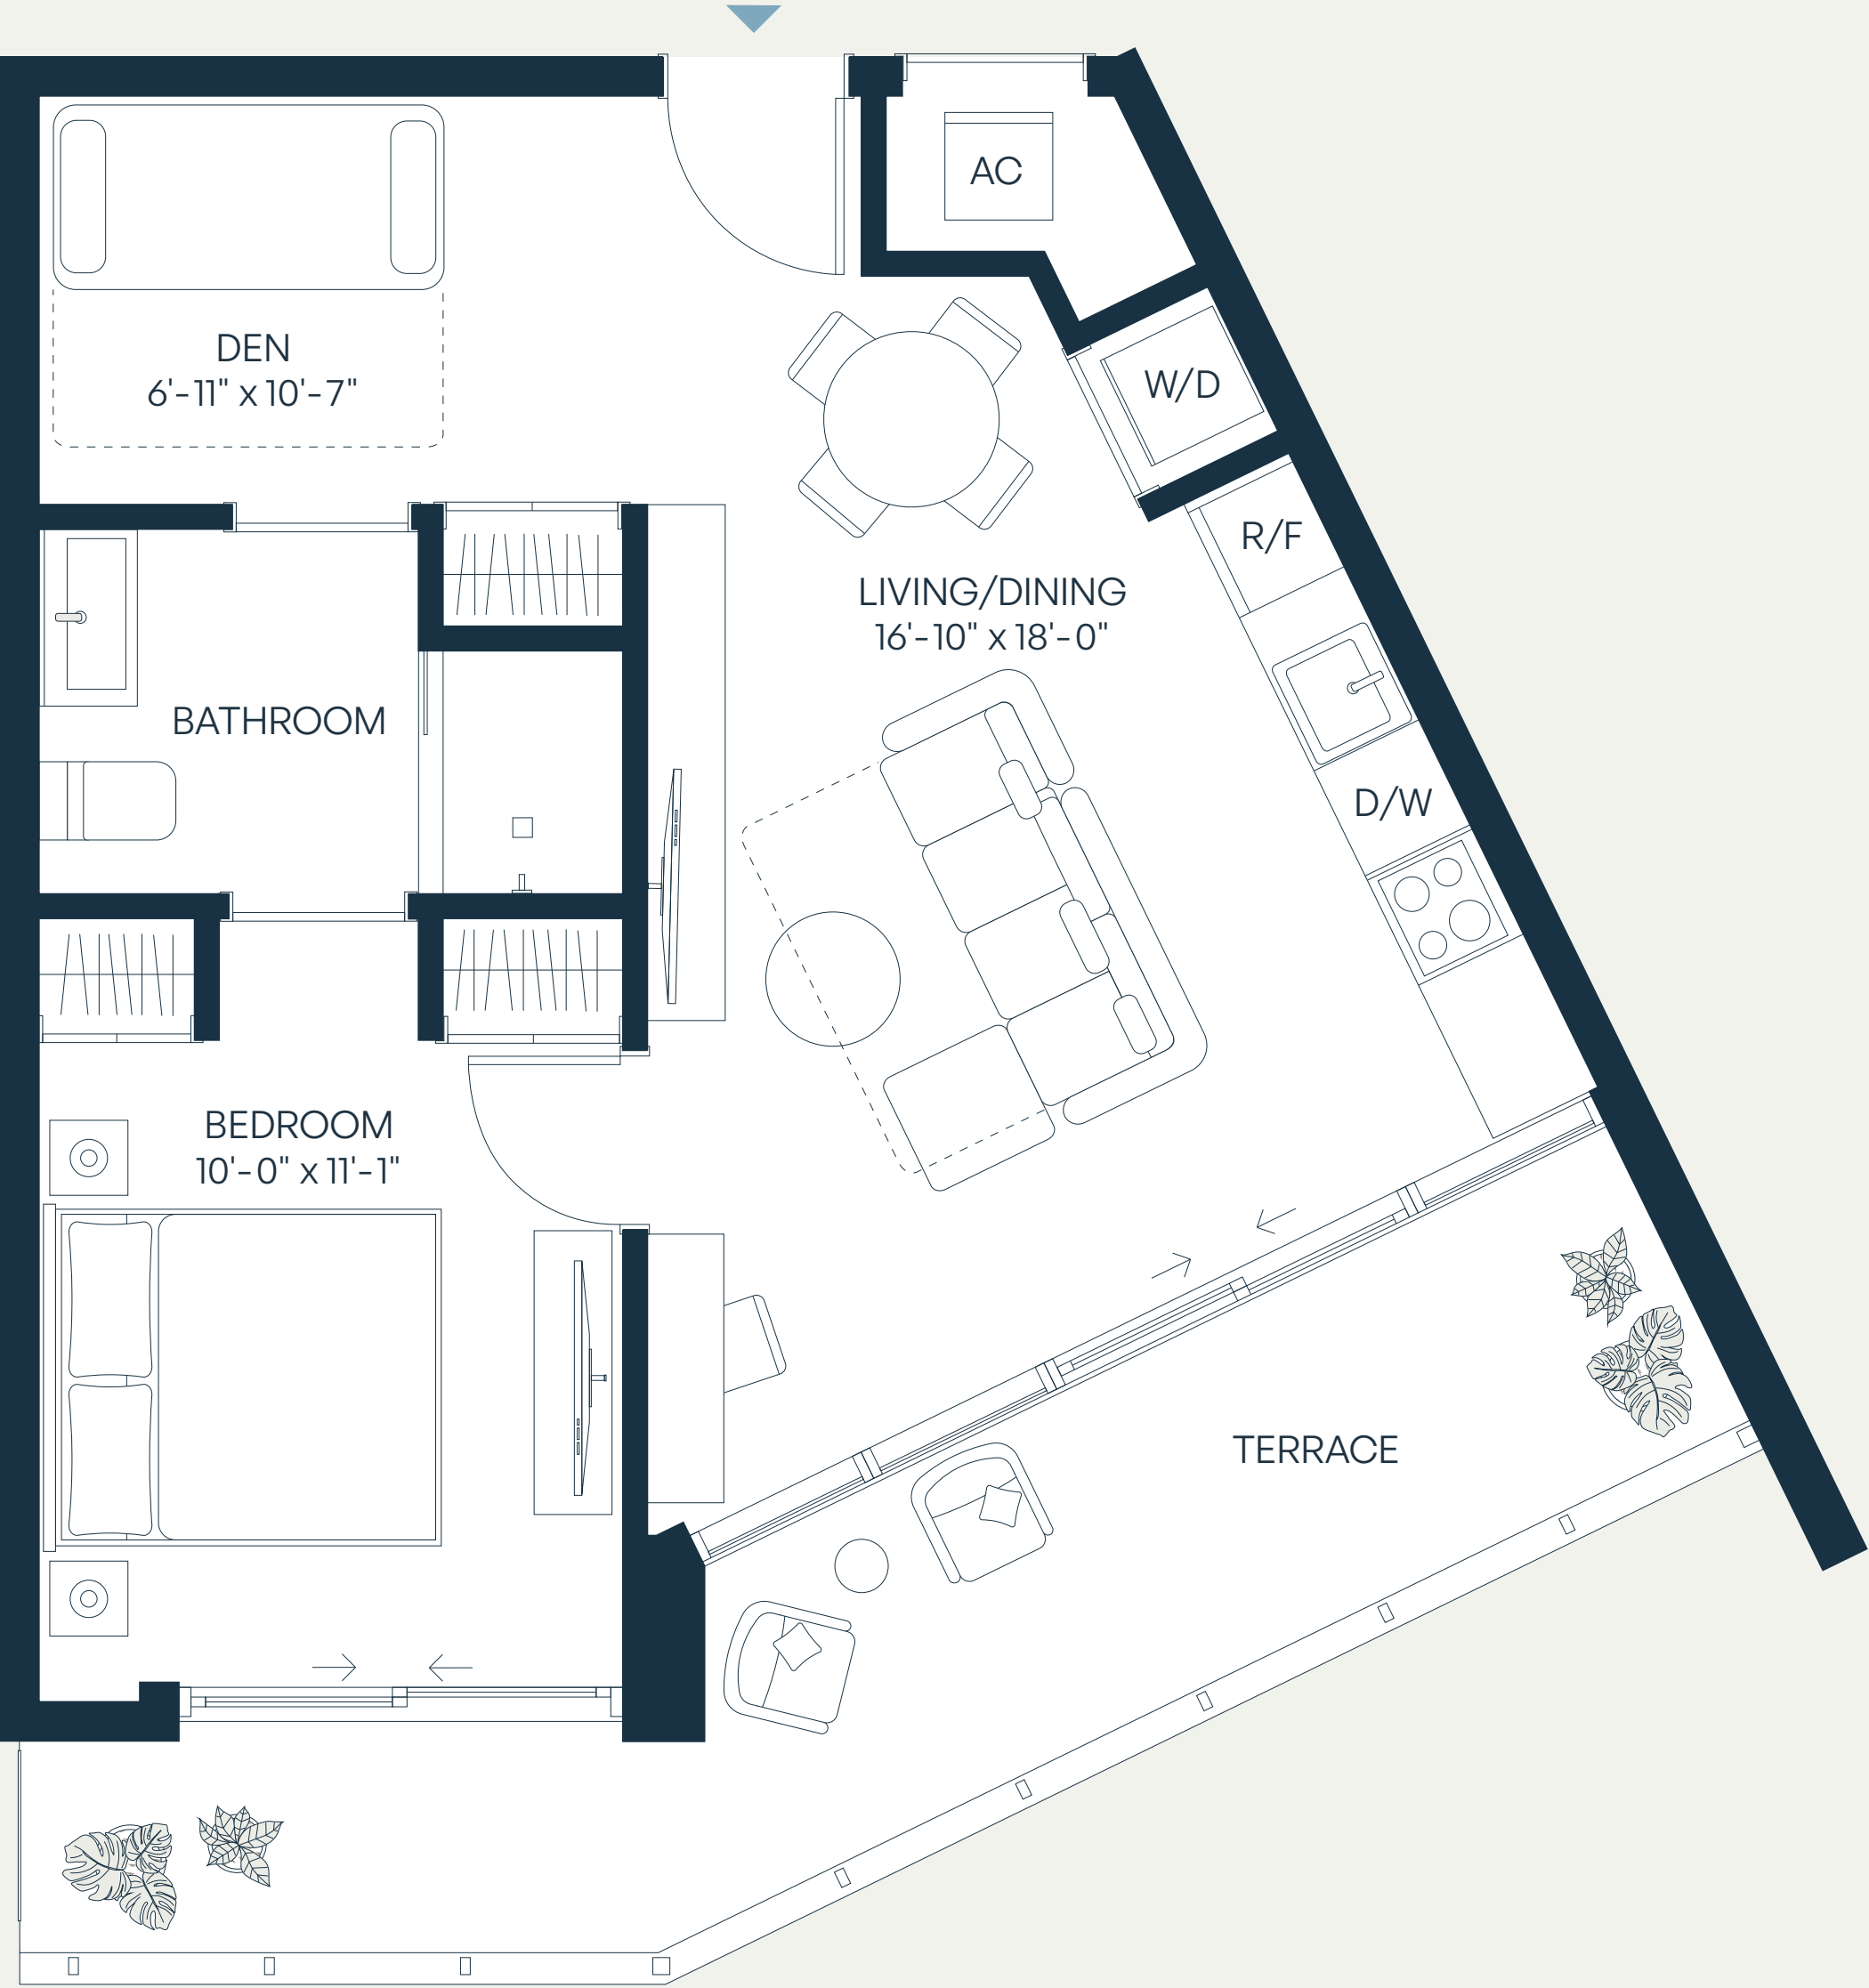 AC
DEN
6'-11" x 10'-7"
W/D
R/F
LIVING/DINING
16'-10" x 18'-0"
BATHROOM
D/W
BEDROOM
10'-0" x 11'-1"
TERRACE